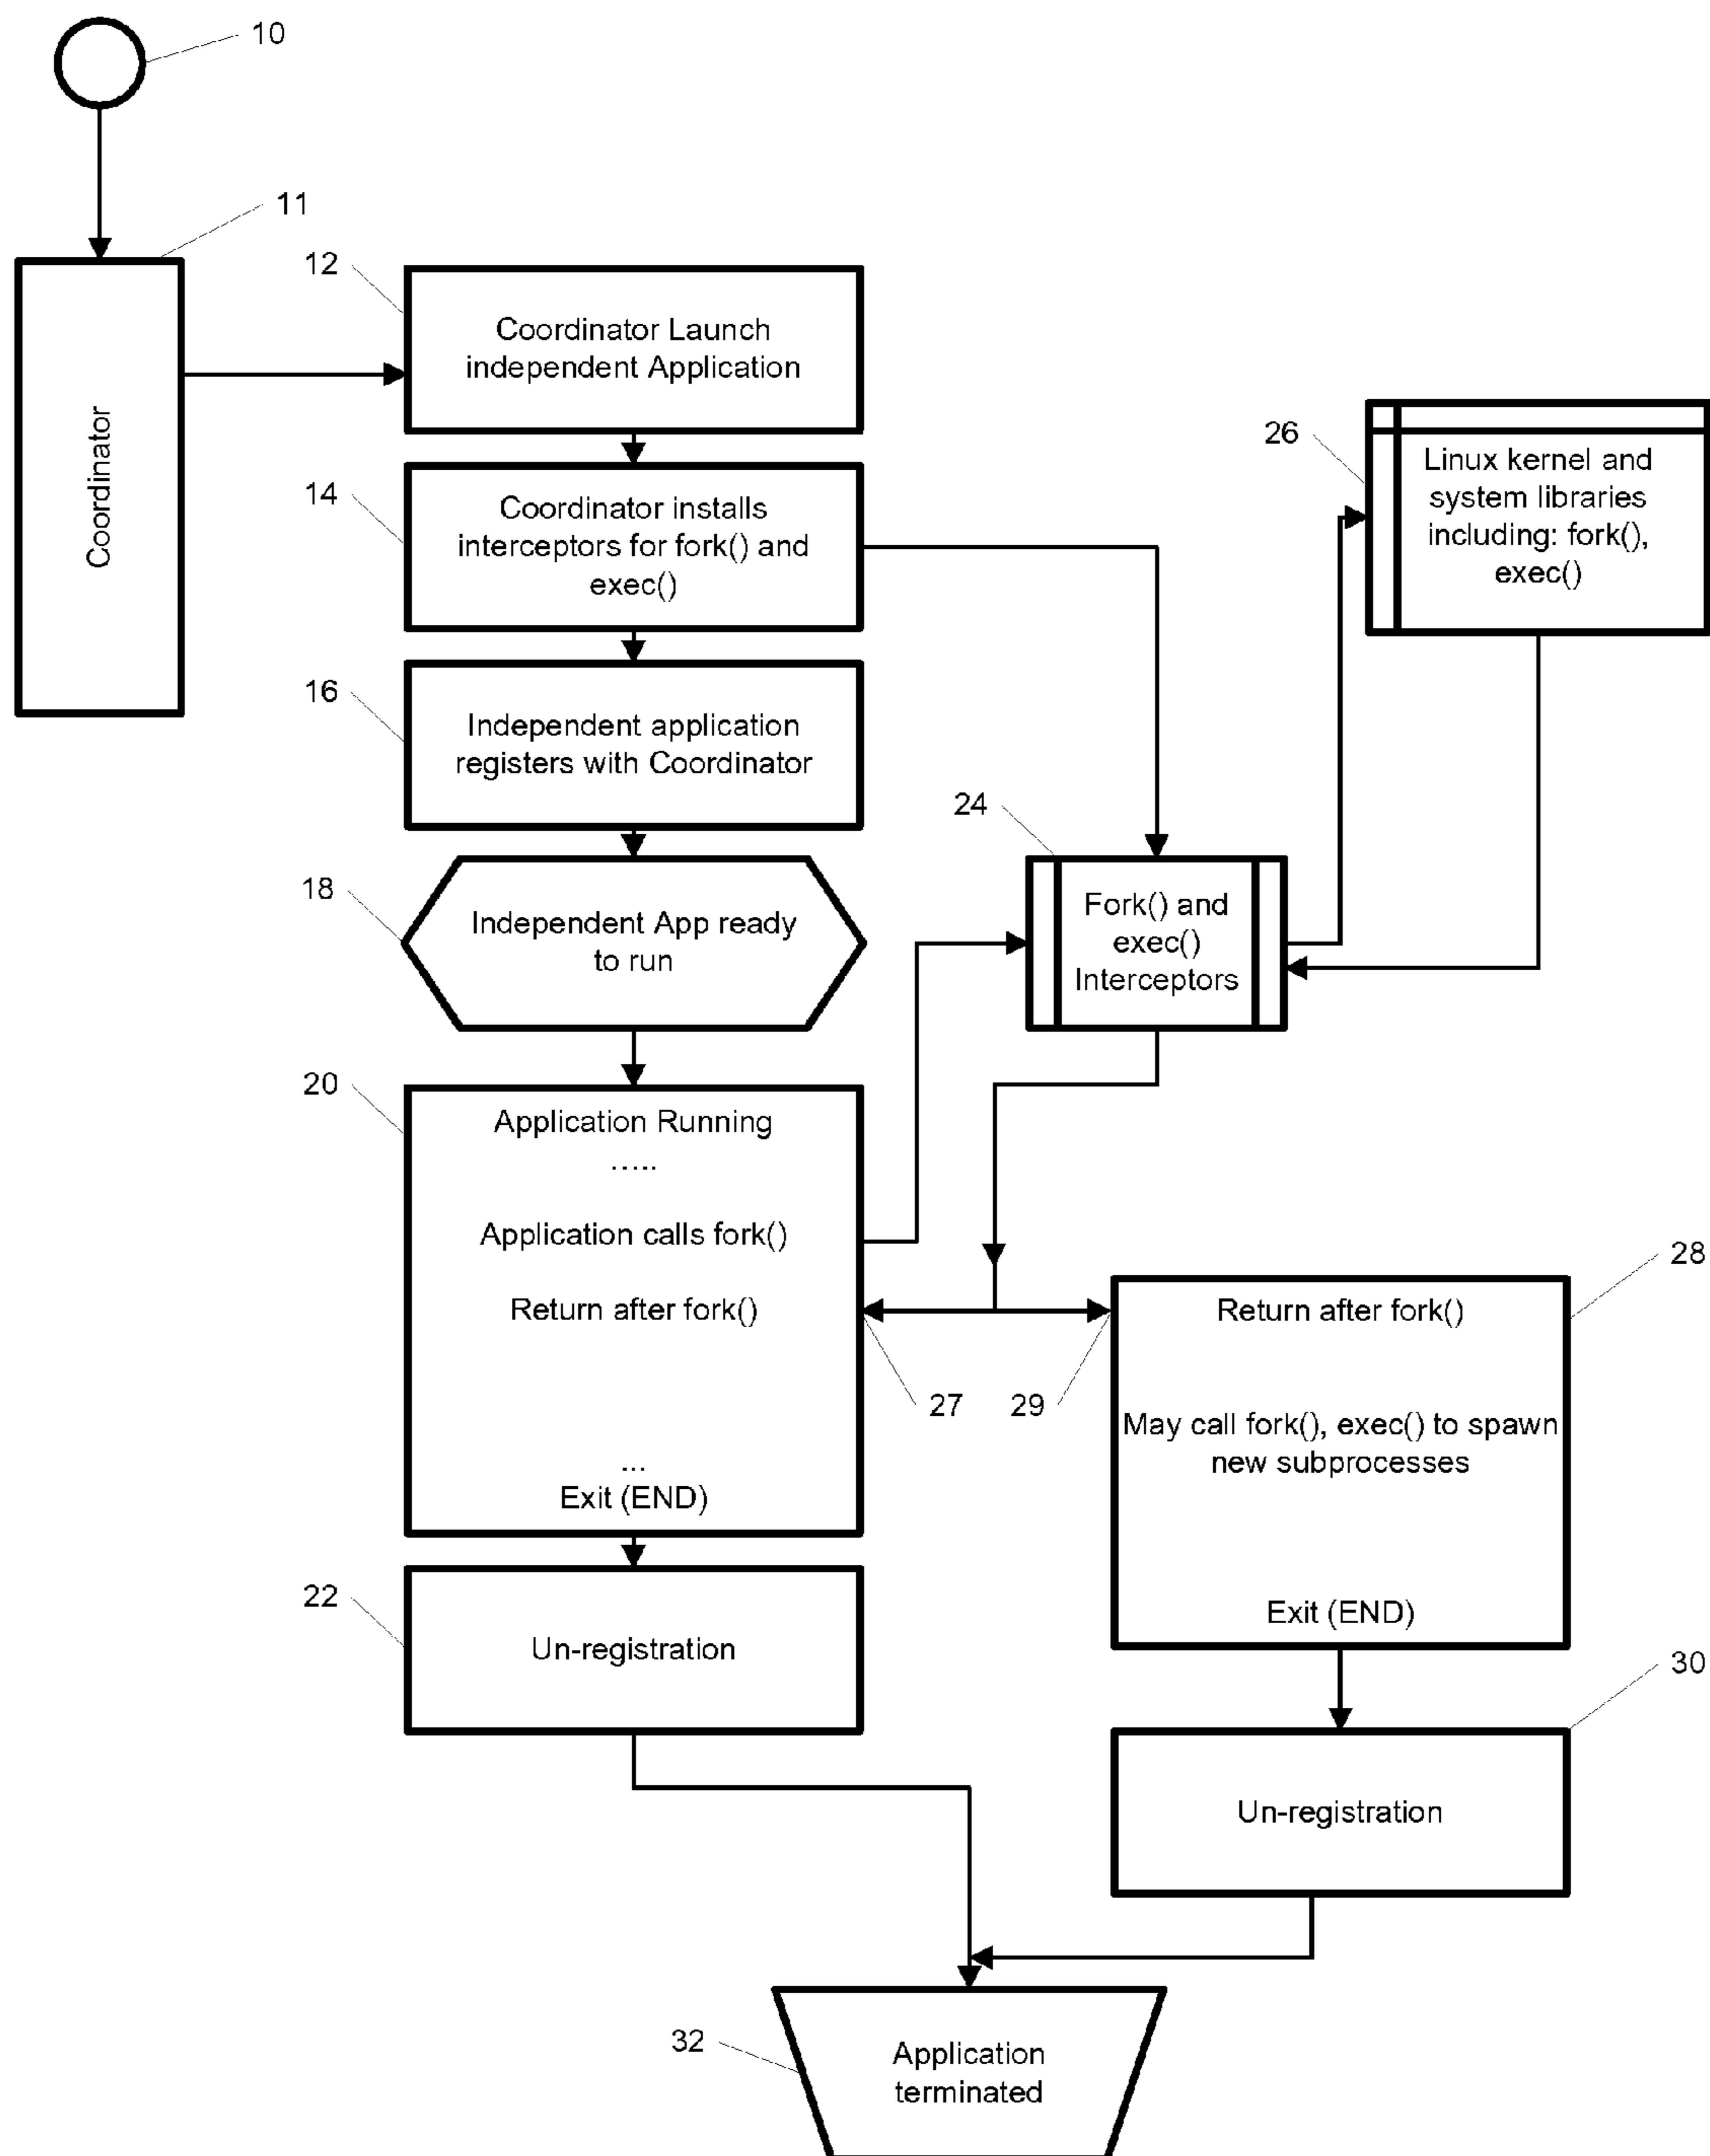 10
11
Coordinator
12
Coordinator Launch
independent Application
14
Coordinator installs
interceptors for fork() and
exec()
26
Linux kernel and
system libraries
including: fork(),
exec()
16
Independent application
registers with Coordinator
24
Fork() and
exec()
Interceptors
18
Independent App ready
to run
20
Application Running
.....
Application calls fork()
Return after fork()
...
Exit (END)
27
29
28
Return after fork()
May call fork(), exec() to spawn
new subprocesses
Exit (END)
22
Un-registration
30
Un-registration
32
Application
terminated